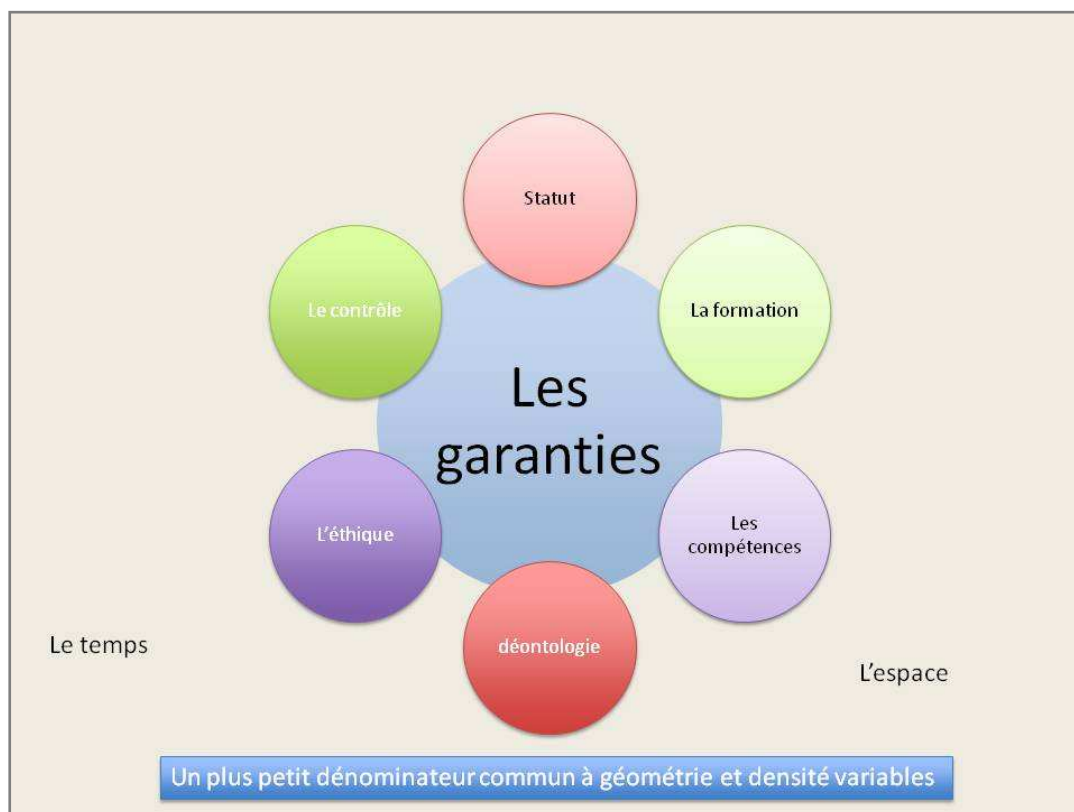 Statut
Le contrôle
La formation
Les
garanties
L'éthique
Les
compétences
déontologie
Le temps
L'espace
Un plus petit dénominateur commun à géométrie et densité variables